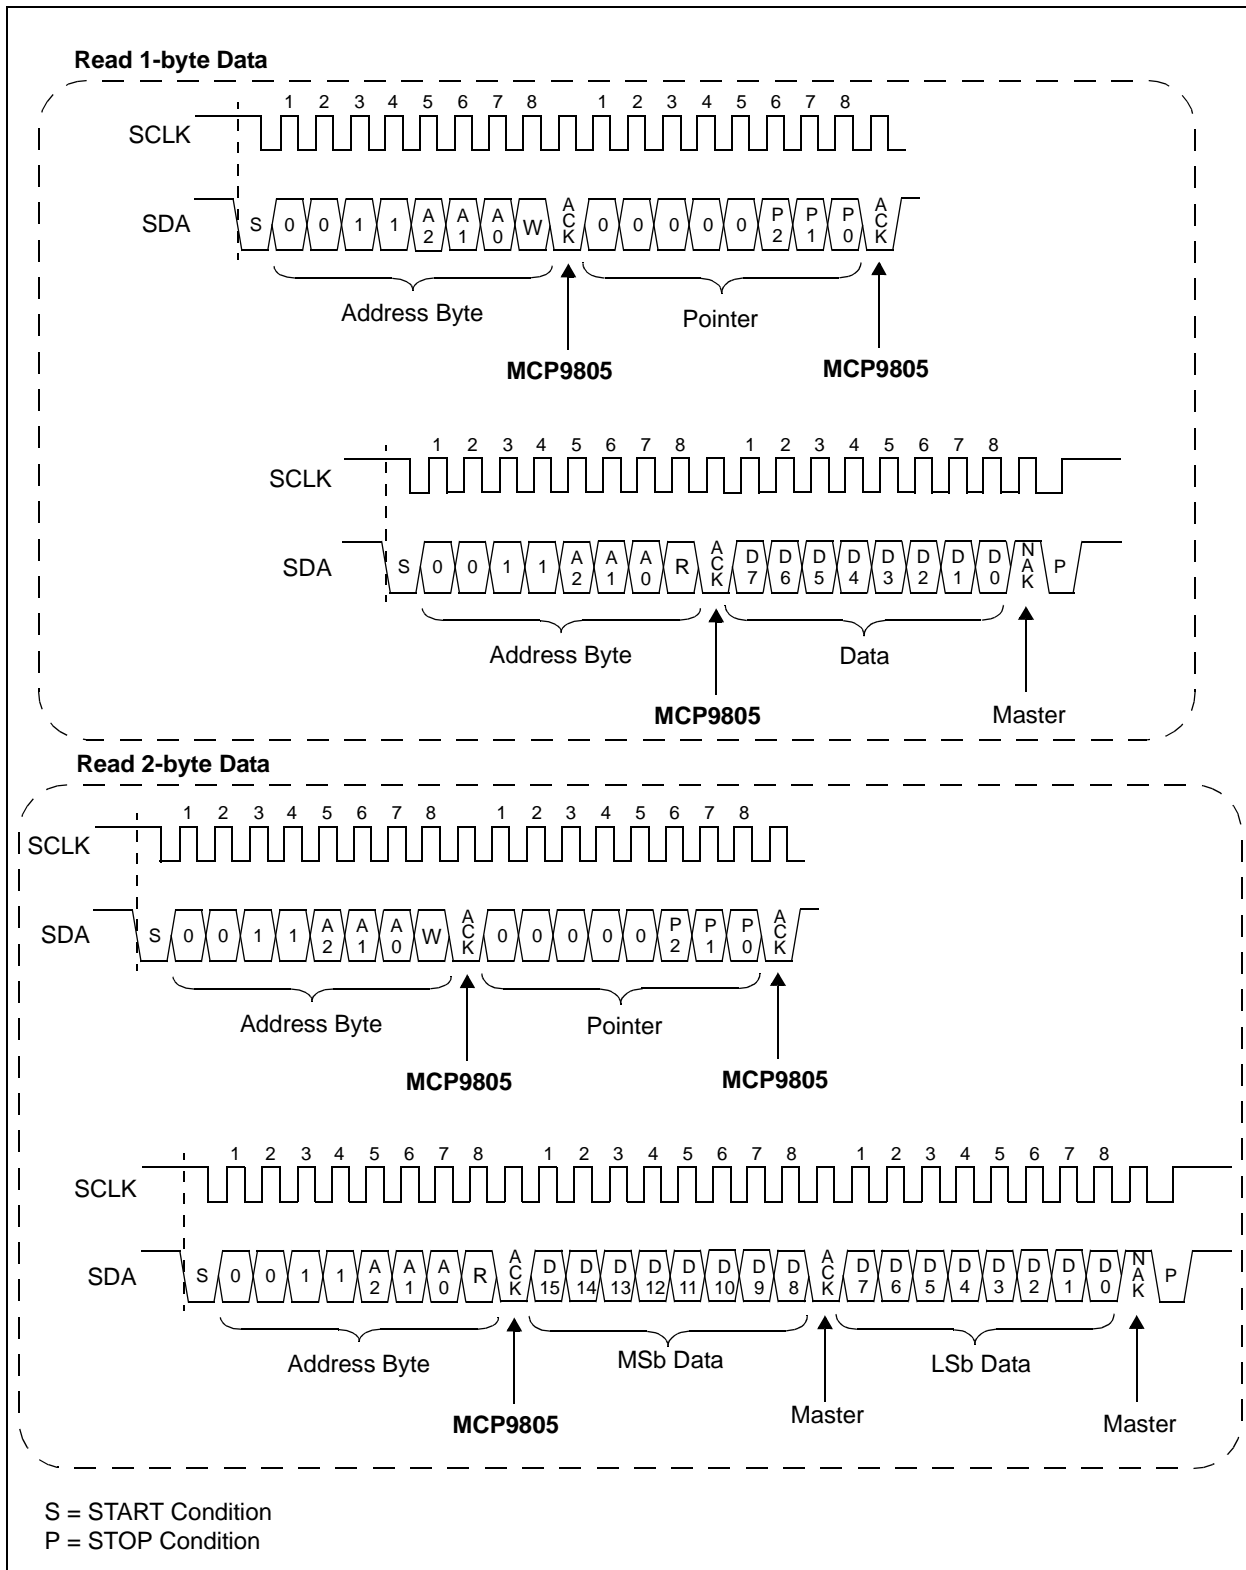 Read 1-byte Data
1 2 3 4 5 6 7 8 1 2 3 4 5 6 7 8
SCLK
SDA S 0 0 1 1 A2 A1 A0 W ACK 0 0 0 0 0 P2 P1 P0 ACK
Address Byte Pointer
MCP9805 MCP9805
1 2 3 4 5 6 7 8 1 2 3 4 5 6 7 8
SCLK
SDA S 0 0 1 1 A2 A1 A0 R ACK D7 D6 D5 D4 D3 D2 D1 D0 NAK P
Address Byte Data
MCP9805 Master
Read 2-byte Data
1 2 3 4 5 6 7 8 1 2 3 4 5 6 7 8
SCLK
SDA S 0 0 1 1 A2 A1 A0 W ACK 0 0 0 0 0 P2 P1 P0 ACK
Address Byte Pointer
MCP9805 MCP9805
1 2 3 4 5 6 7 8 1 2 3 4 5 6 7 8 1 2 3 4 5 6 7 8
SCLK
SDA S 0 0 1 1 A2 A1 A0 R ACK D15 D14 D13 D12 D11 D10 D9 D8 ACK D7 D6 D5 D4 D3 D2 D1 D0 NAK P
Address Byte MSb Data LSb Data
MCP9805 Master Master
S = START Condition
P = STOP Condition